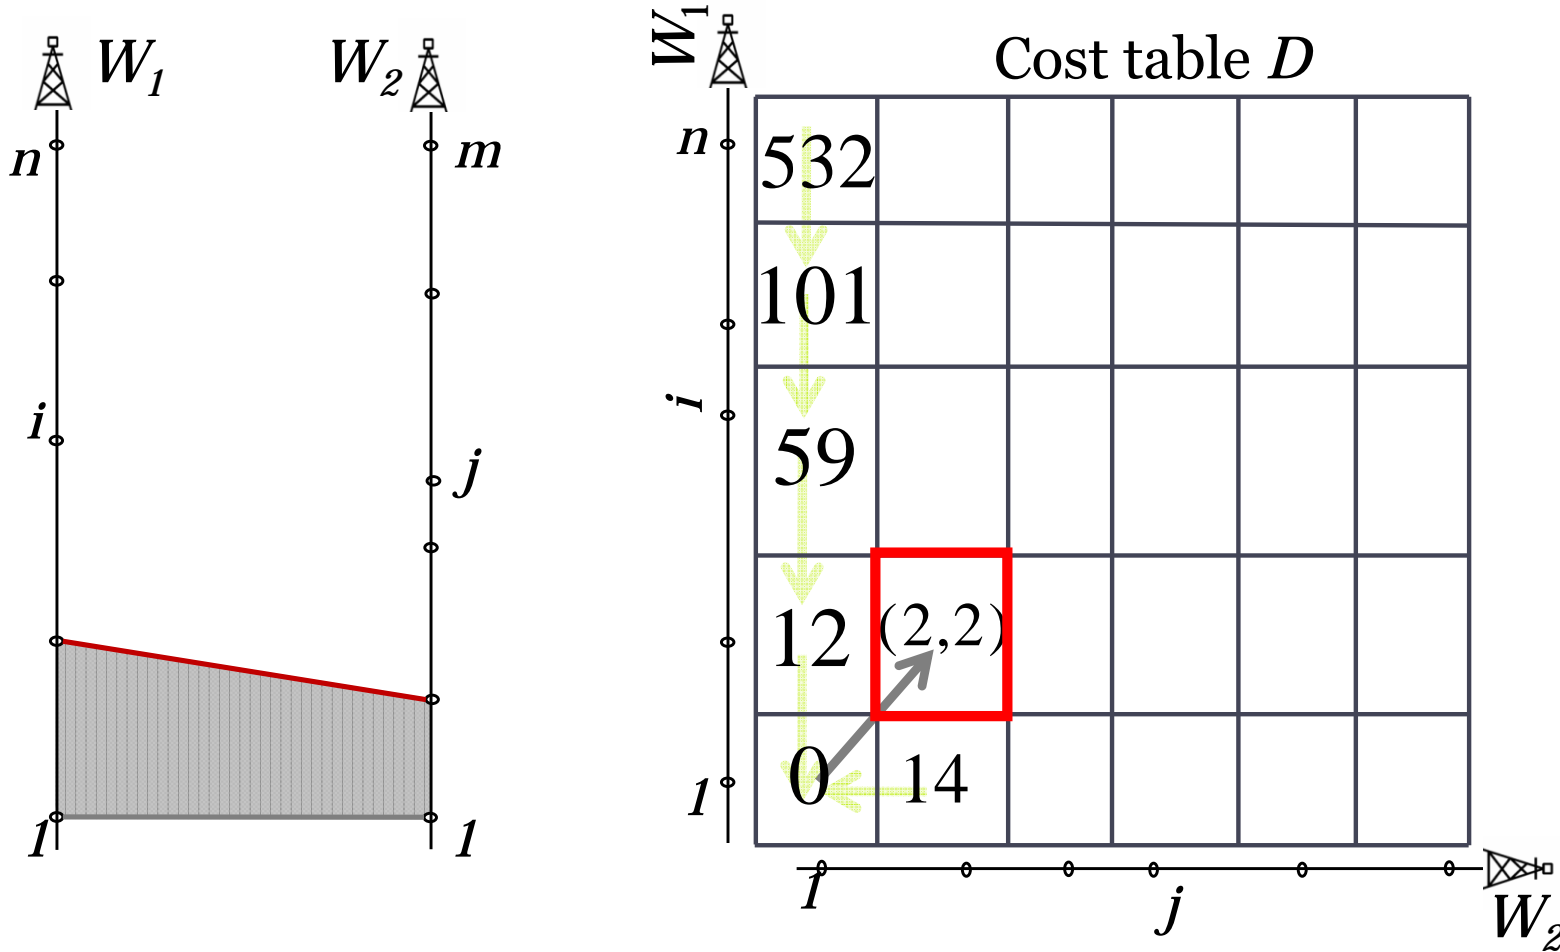 W1 W2
n m
i
j
1 1
Cost table D
W1
n 532
101
i 59
12 (2,2)
1 0 14
1 j W2